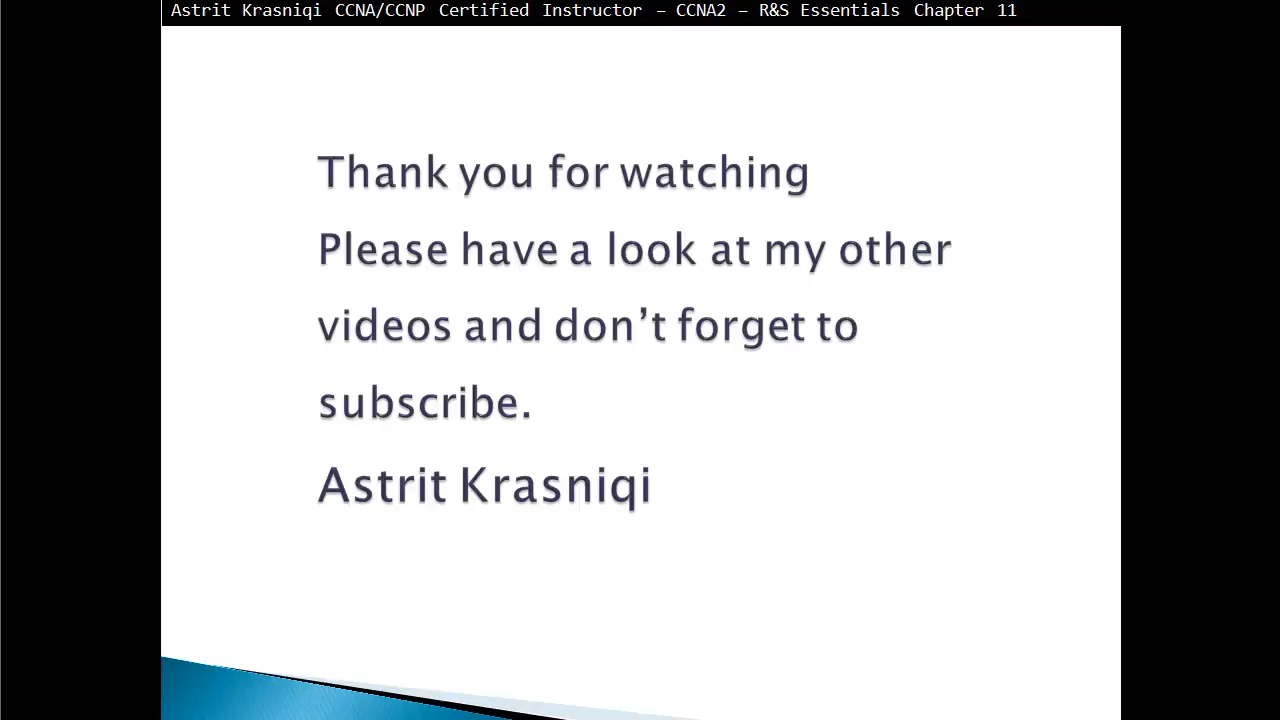 Astrit Krasniqi CCNA/CCNP Certified Instructor – CCNA2 – R&S Essentials Chapter 11
Thank you for watching
Please have a look at my other
videos and don’t forget to
subscribe.
Astrit Krasniqi